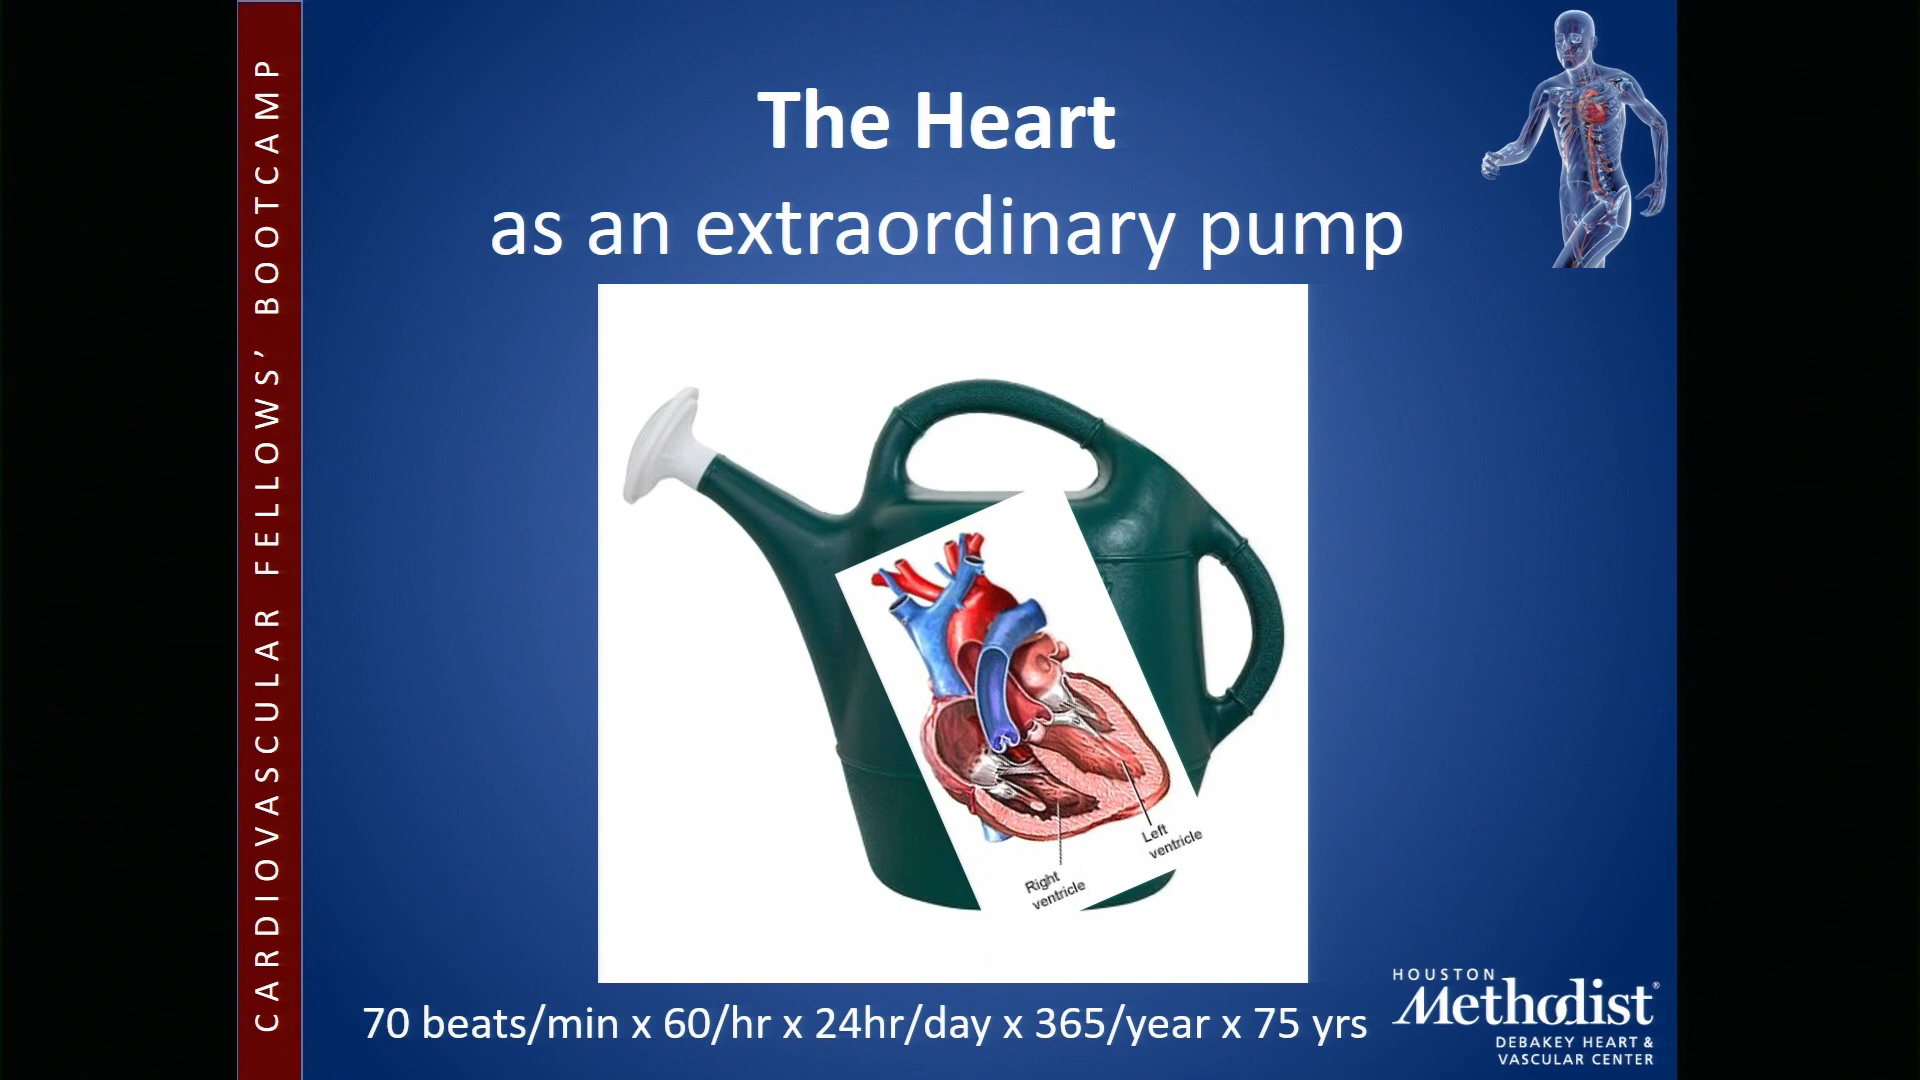 CARDIOVASCULAR FELLOWS’ BOOTCAMP
The Heart
as an extraordinary pump
Left
ventricle
Right
ventricle
70 beats/min x 60/hr x 24hr/day x 365/year x 75 yrs
HOUSTON
Methodist®
DEBAKEY HEART &
VASCULAR CENTER